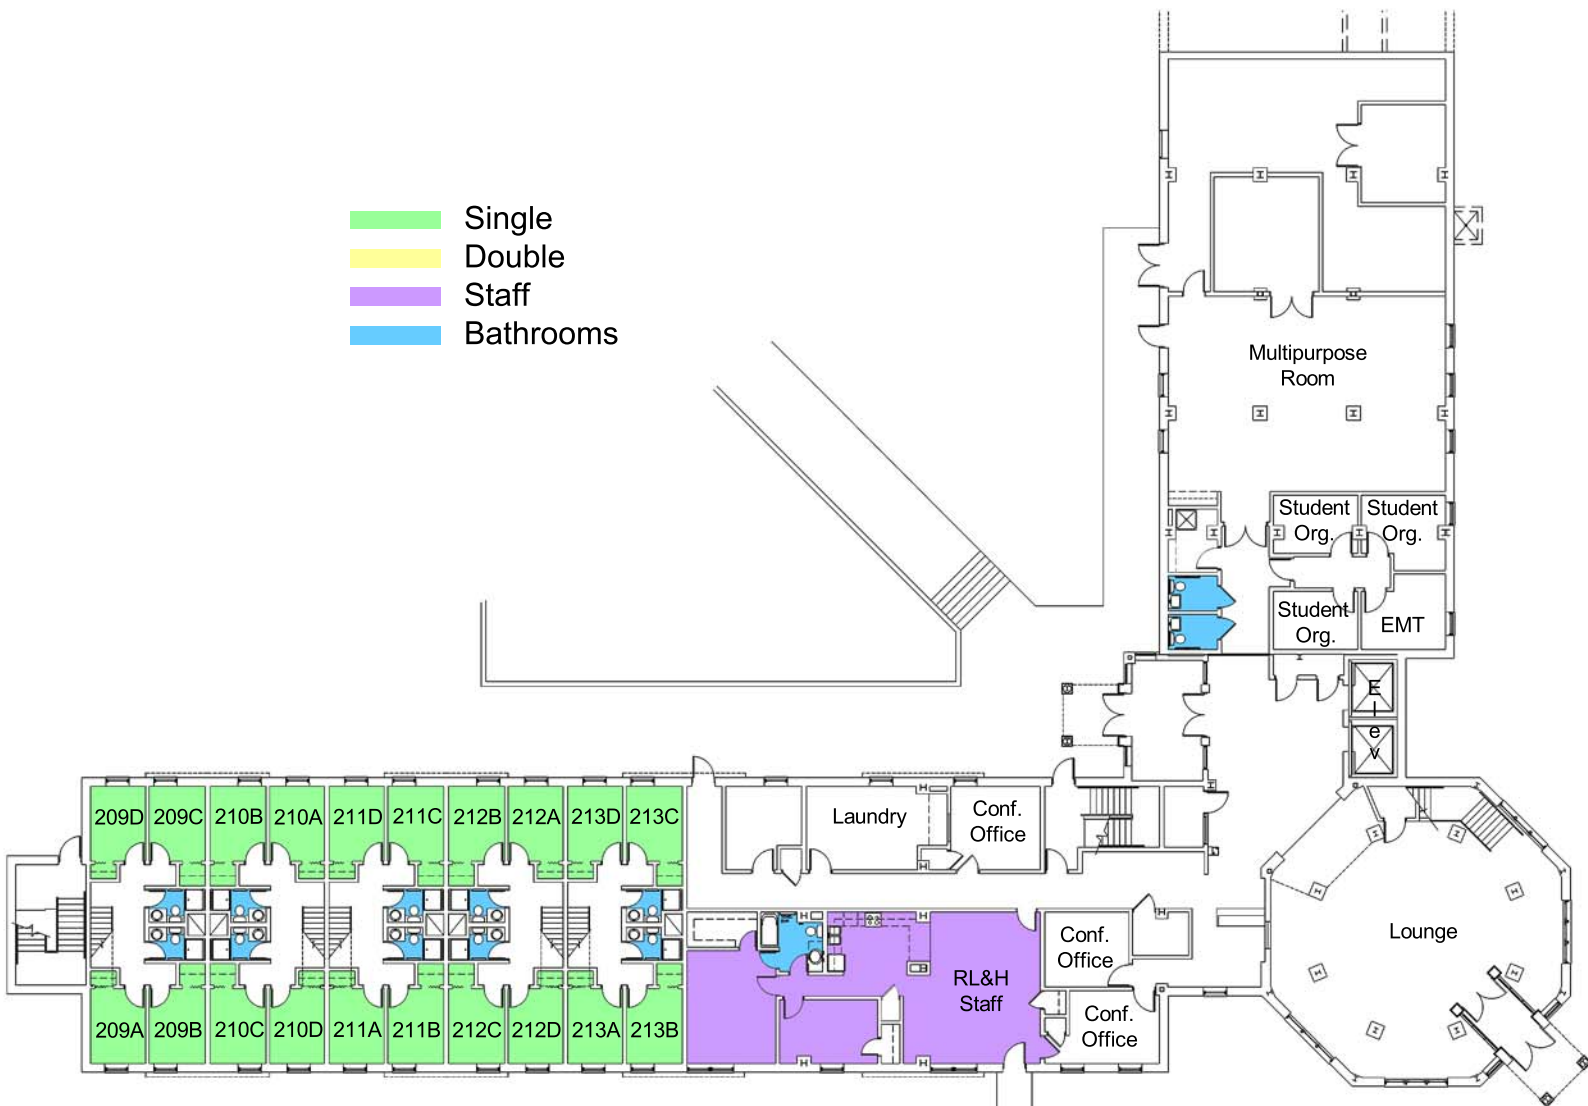 Single
Double
Staff
Bathrooms
Multipurpose
Room
Student
Org.
Student
Org.
Student
Org.
EMT
Elev
209D
209C
210B
210A
211D
211C
212B
212A
213D
213C
Laundry
Conf.
Office
209A
209B
210C
210D
211A
211B
212C
212D
213A
213B
RL&H
Staff
Conf.
Office
Conf.
Office
Lounge